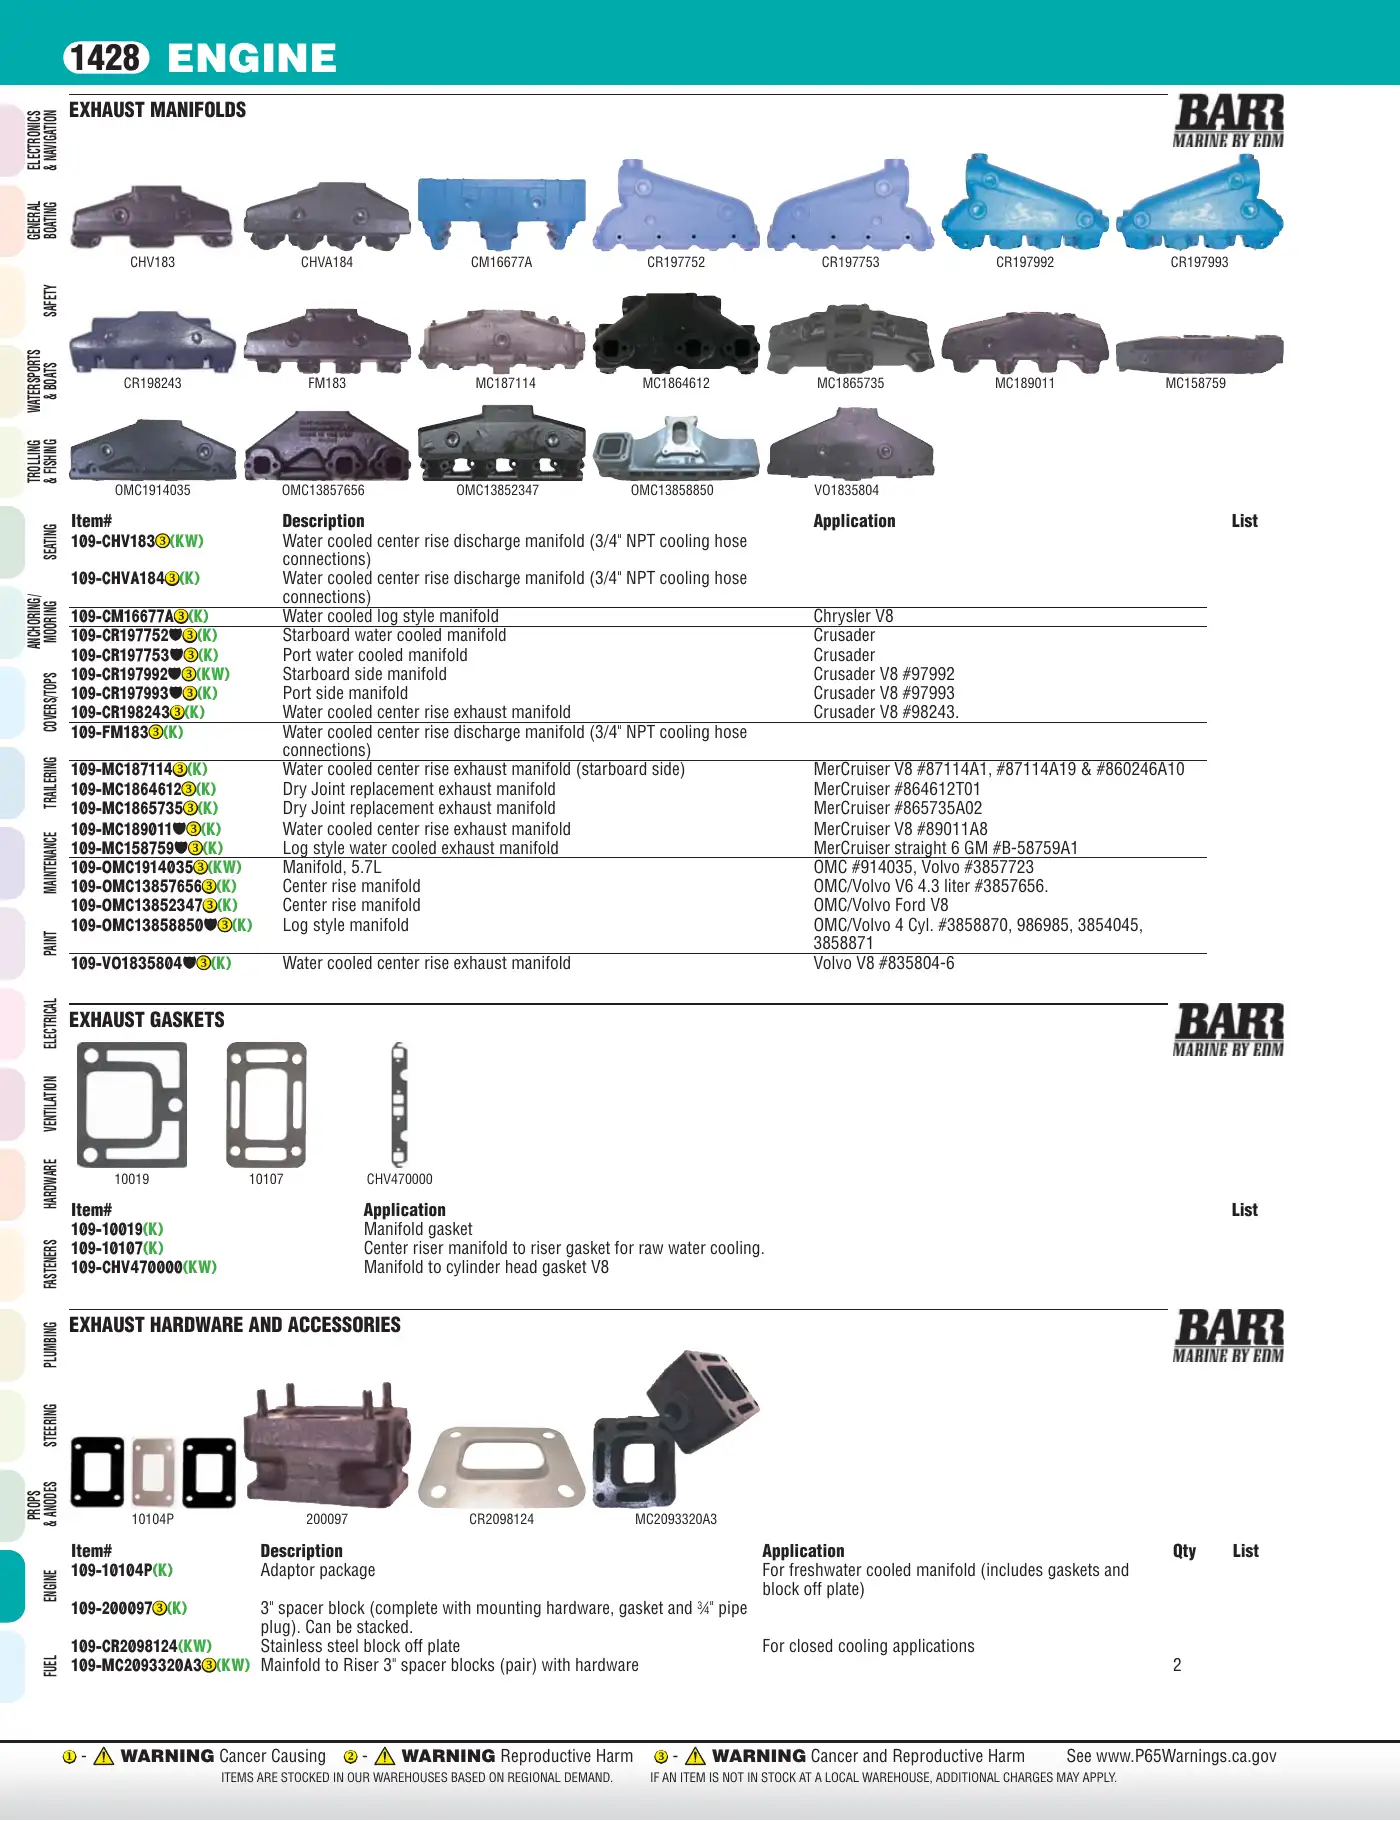 1428 ENGINE
EXHAUST MANIFOLDS
BARR
MARINE BY EDM
ELECTRONICS
& NAVIGATION
GENERAL
BOATING
SAFETY
WATERSPORTS
& BOATS
TROLLING
& FISHING
SEATING
ANCHORING/
MOORING
COVERS/TOPS
TRAILERING
MAINTENANCE
PAINT
ELECTRICAL
VENTILATION
HARDWARE
FASTENERS
PLUMBING
STEERING
PROPS
& ANODES
ENGINE
FUEL
CHV183 CHVA184 CM16677A CR197752 CR197753 CR197992 CR197993
CR198243 FM183 MC187114 MC1864612 MC1865735 MC189011 MC158759
OMC1914035 OMC13857656 OMC13852347 OMC13858850 VO1835804
Item# Description Application List
109-CHV183③(KW) Water cooled center rise discharge manifold (3/4" NPT cooling hose
connections)
109-CHVA184③(K) Water cooled center rise discharge manifold (3/4" NPT cooling hose
connections)
109-CM16677A③(K) Water cooled log style manifold Chrysler V8
109-CR197752③(K) Starboard water cooled manifold Crusader
109-CR197753③(K) Port water cooled manifold Crusader
109-CR197992③(KW) Starboard side manifold Crusader V8 #97992
109-CR197993③(K) Port side manifold Crusader V8 #97993
109-CR198243③(K) Water cooled center rise exhaust manifold Crusader V8 #98243.
109-FM183③(K) Water cooled center rise discharge manifold (3/4" NPT cooling hose
connections)
109-MC187114③(K) Water cooled center rise exhaust manifold (starboard side) MerCruiser V8 #87114A1, #87114A19 & #860246A10
109-MC1864612③(K) Dry Joint replacement exhaust manifold MerCruiser #864612T01
109-MC1865735③(K) Dry Joint replacement exhaust manifold MerCruiser #865735A02
109-MC189011③(K) Water cooled center rise exhaust manifold MerCruiser V8 #89011A8
109-MC158759③(K) Log style water cooled exhaust manifold MerCruiser straight 6 GM #B-58759A1
109-OMC1914035③(KW) Manifold, 5.7L OMC #914035, Volvo #3857723
109-OMC13857656③(K) Center rise manifold OMC/Volvo V6 4.3 liter #3857656.
109-OMC13852347③(K) Center rise manifold OMC/Volvo Ford V8
109-OMC13858850③(K) Log style manifold OMC/Volvo 4 Cyl. #3858870, 986985, 3854045,
3858871
109-VO1835804③(K) Water cooled center rise exhaust manifold Volvo V8 #835804-6
EXHAUST GASKETS
BARR
MARINE BY EDM
10019 10107 CHV470000
Item# Application List
109-10019(K) Manifold gasket
109-10107(K) Center riser manifold to riser gasket for raw water cooling.
109-CHV470000(KW) Manifold to cylinder head gasket V8
EXHAUST HARDWARE AND ACCESSORIES
BARR
MARINE BY EDM
10104P 200097 CR2098124 MC2093320A3
Item# Description Application Qty List
109-10104P(K) Adaptor package For freshwater cooled manifold (includes gaskets and
block off plate)
109-200097③(K) 3" spacer block (complete with mounting hardware, gasket and ¾" pipe
plug). Can be stacked.
109-CR2098124(KW) Stainless steel block off plate For closed cooling applications
109-MC2093320A3③(KW) Mainfold to Riser 3" spacer blocks (pair) with hardware 2
① - ⚠ WARNING Cancer Causing ② - ⚠ WARNING Reproductive Harm ③ - ⚠ WARNING Cancer and Reproductive Harm See www.P65Warnings.ca.gov
ITEMS ARE STOCKED IN OUR WAREHOUSES BASED ON REGIONAL DEMAND. IF AN ITEM IS NOT IN STOCK AT A LOCAL WAREHOUSE, ADDITIONAL CHARGES MAY APPLY.